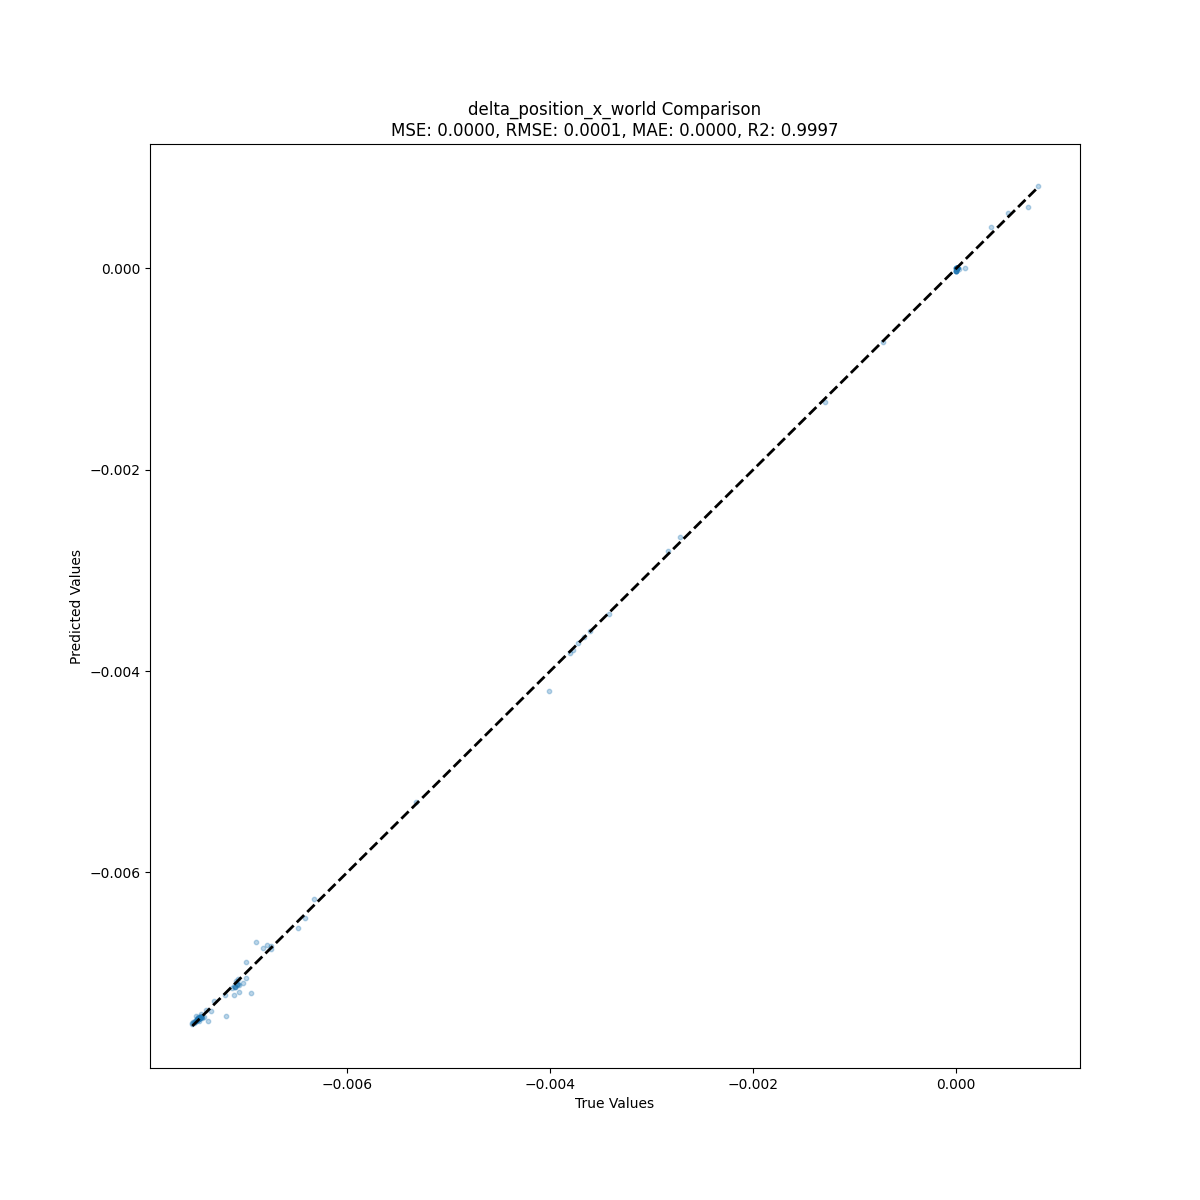 delta_position_x_world Comparison
MSE: 0.0000, RMSE: 0.0001, MAE: 0.0000, R2: 0.9997
0.000
−0.002
−0.004
−0.006
Predicted Values
−0.006 −0.004 −0.002 0.000
True Values